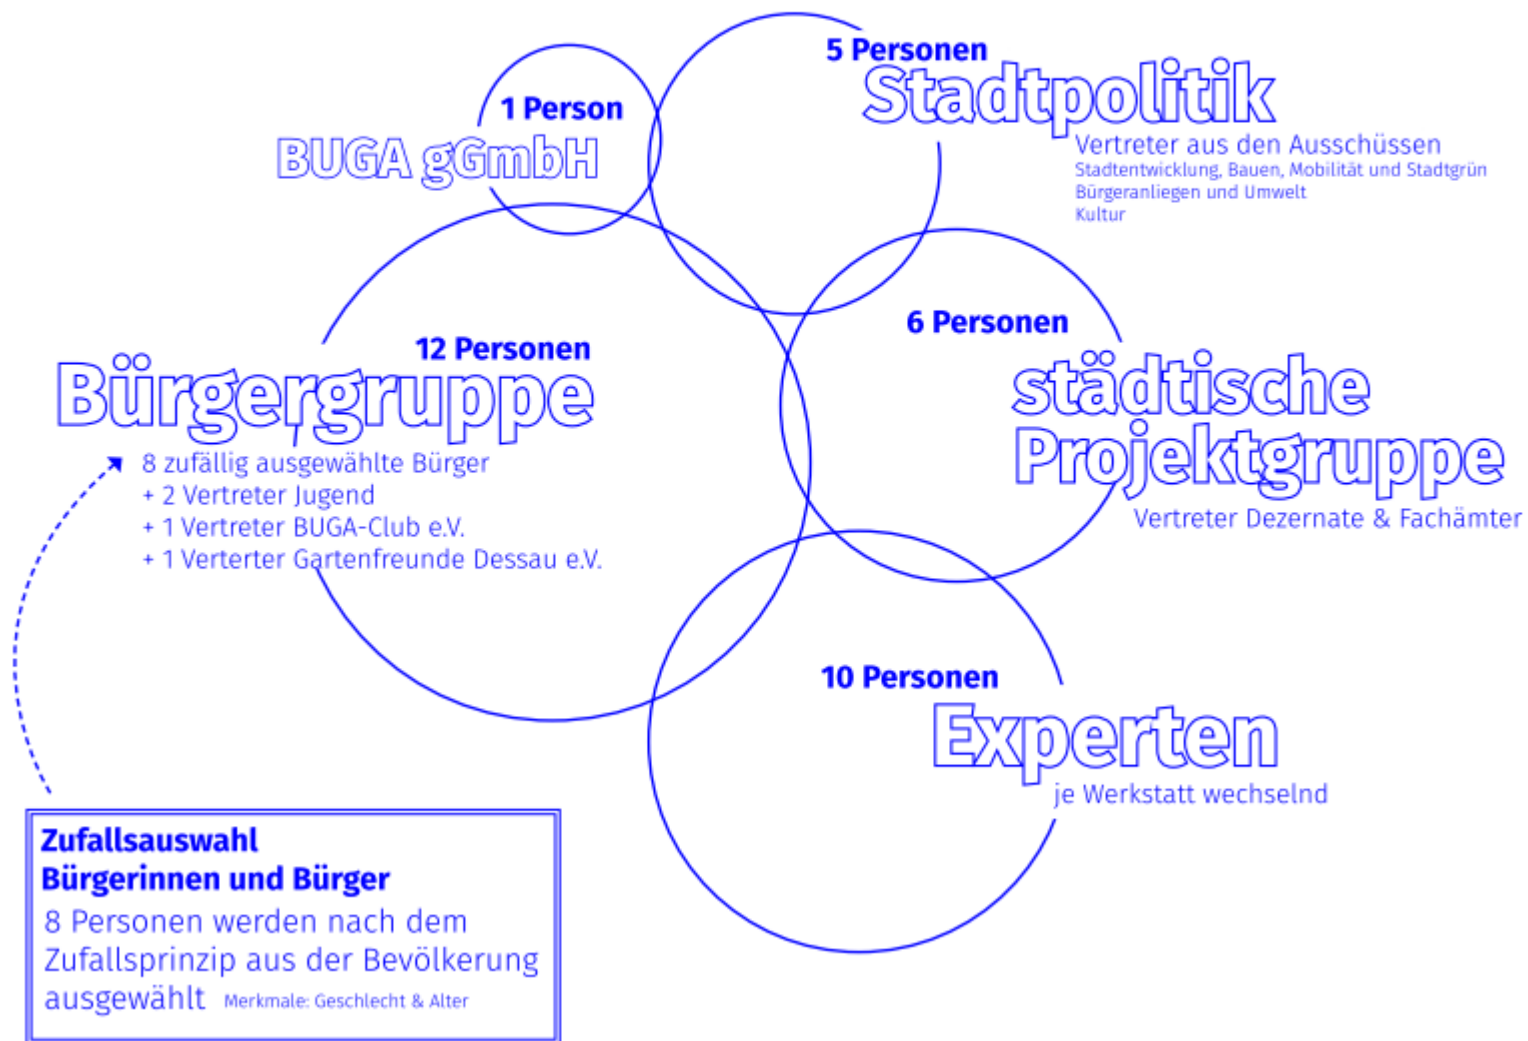 5 Personen
Stadtpolitik
Vertreter aus den Ausschüssen
Stadtentwicklung, Bauen, Mobilität und Stadtgrün
Bürgeranliegen und Umwelt
Kultur
1 Person
BUGA gGmbH
6 Personen
städtische
Projektgruppe
Vertreter Dezernate & Fachämter
12 Personen
Bürgergruppe
8 zufällig ausgewählte Bürger
+ 2 Vertreter Jugend
+ 1 Vertreter BUGA-Club e.V.
+ 1 Verterter Gartenfreunde Dessau e.V.
10 Personen
Experten
je Werkstatt wechselnd
Zufallsauswahl
Bürgerinnen und Bürger
8 Personen werden nach dem
Zufallsprinzip aus der Bevölkerung
ausgewählt Merkmale: Geschlecht & Alter